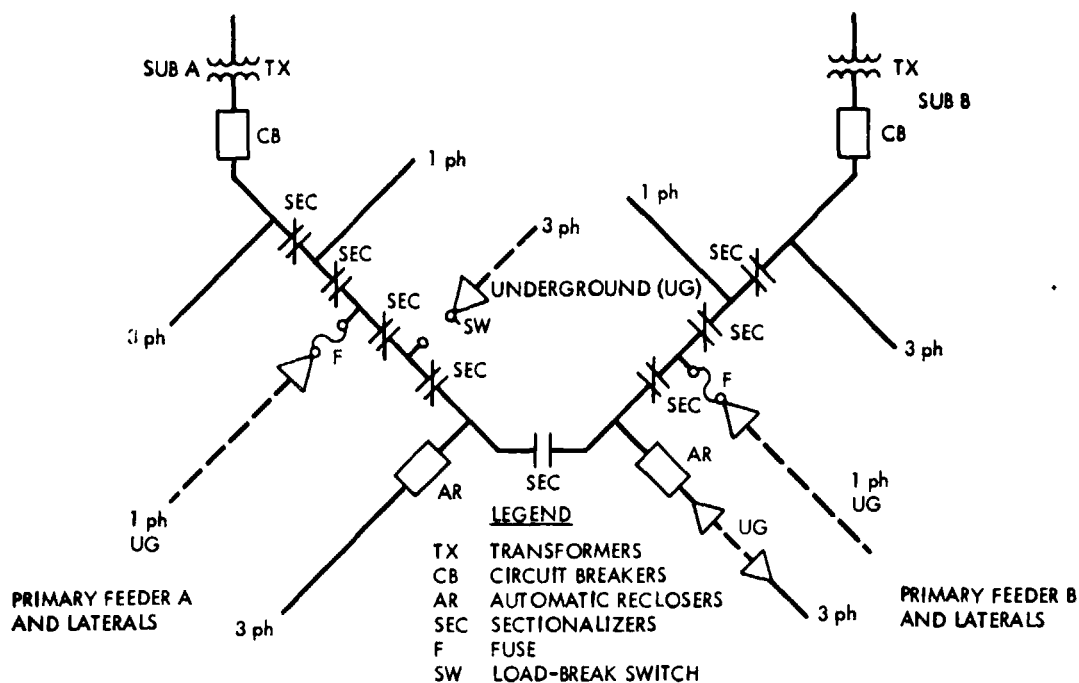 SUB A
TX
TX
SUB B
CB
CB
1 ph
SEC
1 ph
3 ph
SEC
SEC
UNDERGROUND (UG)
SEC
SW
3 ph
F
SEC
3 ph
SEC
SEC
F
AR
SEC
AR
1 ph
UG
1 ph
UG
UG
LEGEND
TX TRANSFORMERS
CB CIRCUIT BREAKERS
AR AUTOMATIC RECLOSERS
SEC SECTIONALIZERS
F FUSE
SW LOAD-BREAK SWITCH
PRIMARY FEEDER A
AND LATERALS
3 ph
3 ph
PRIMARY FEEDER B
AND LATERALS